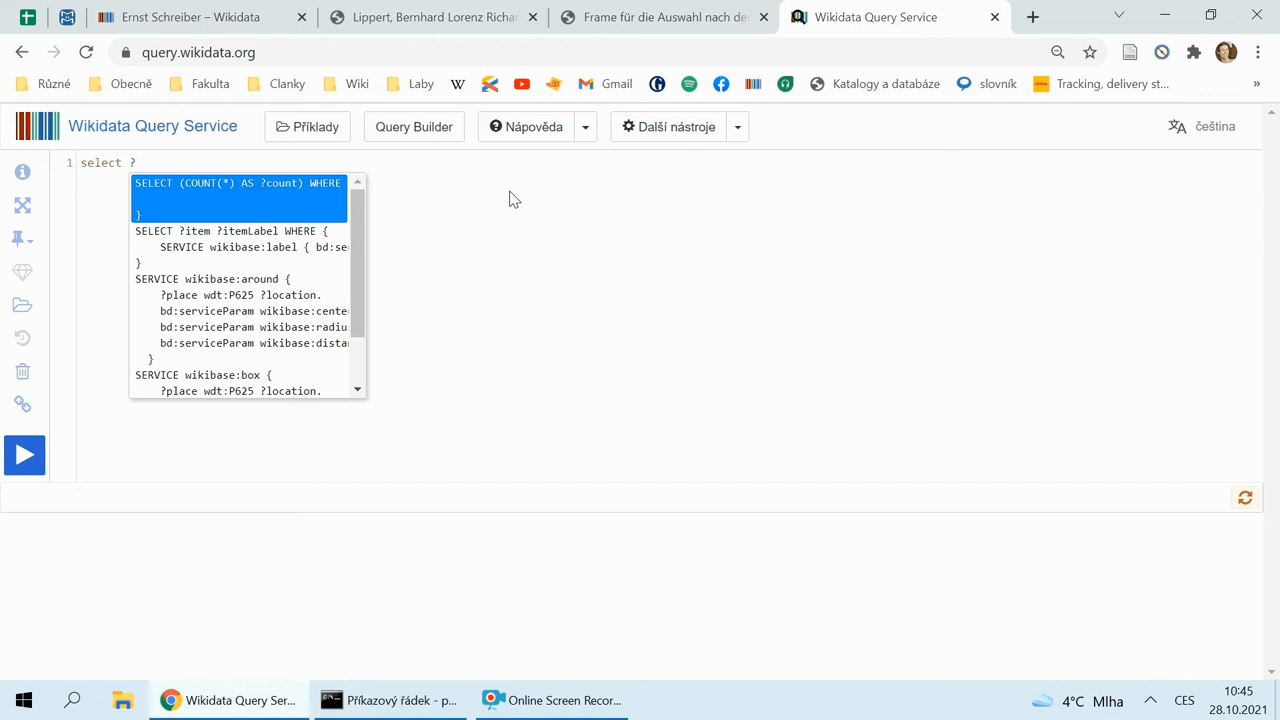 Ernst Schreiber – Wikidata
Lippert, Bernhard Lorenz Richar
Frame für die Auswahl nach der
Wikidata Query Service
query.wikidata.org
Různé
Obecně
Fakulta
Clanky
Wiki
Laby
W
Gmail
Katalogy a databáze
slovník
Tracking, delivery st...
»
Wikidata Query Service
Příklady
Query Builder
Nápověda
Další nástroje
čeština
1 select ?
SELECT (COUNT(*) AS ?count) WHERE
}
SELECT ?item ?itemLabel WHERE {
SERVICE wikibase:label { bd:se
}
SERVICE wikibase:around {
?place wdt:P625 ?location.
bd:serviceParam wikibase:cente
bd:serviceParam wikibase:radiu
bd:serviceParam wikibase:dista
}
SERVICE wikibase:box {
?place wdt:P625 ?location.
Wikidata Query Ser...
Příkazový řádek - p...
Online Screen Recor...
4°C Mlha
CES
10:45
28.10.2021